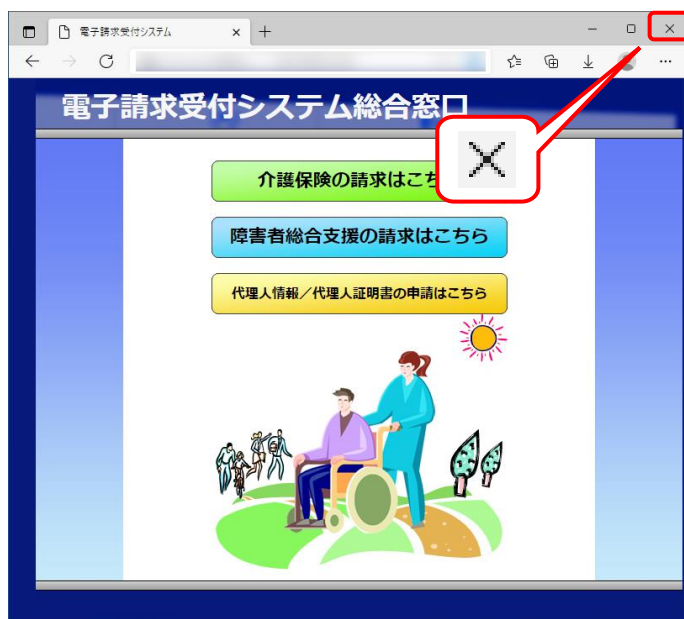 電子請求受付システム
電子請求受付システム総合窓口
介護保険の請求はこち
障害者総合支援の請求はこちら
代理人情報／代理人証明書の申請はこちら